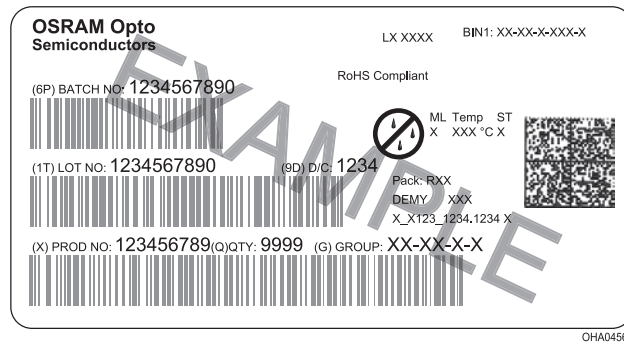 OSRAM Opto
Semiconductors
LX XXXX
BIN1: XX-XX-X-XXX-X
RoHS Compliant
(6P) BATCH NO: 1234567890
ML Temp ST
X XXX °C X
(1T) LOT NO: 1234567890
(9D) D/C: 1234
Pack: RXX
DEMY XXX
X_X123_1234.1234 X
(X) PROD NO: 123456789(Q)QTY: 9999 (G) GROUP: XX-XX-X-X
EXAMPLE